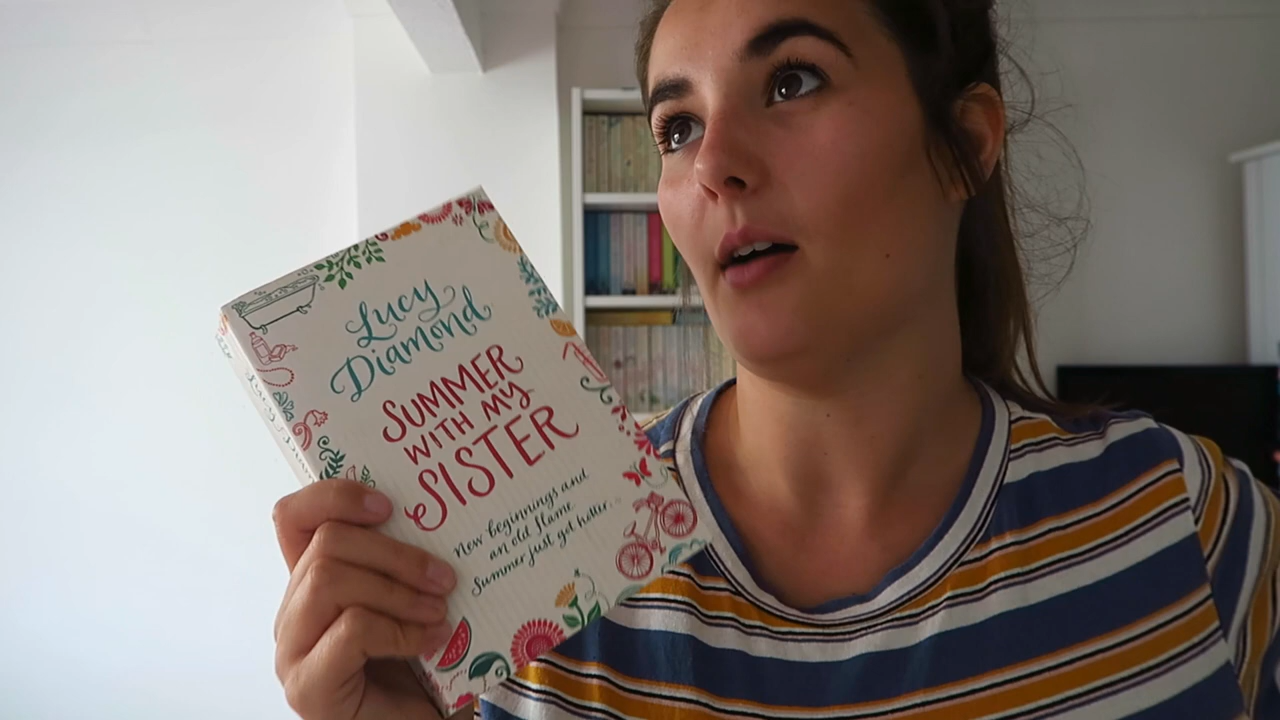 Lucy
Diamond
SUMMER
WITH MY
SISTER
New beginnings and
an old flame...
Summer just got hotter...